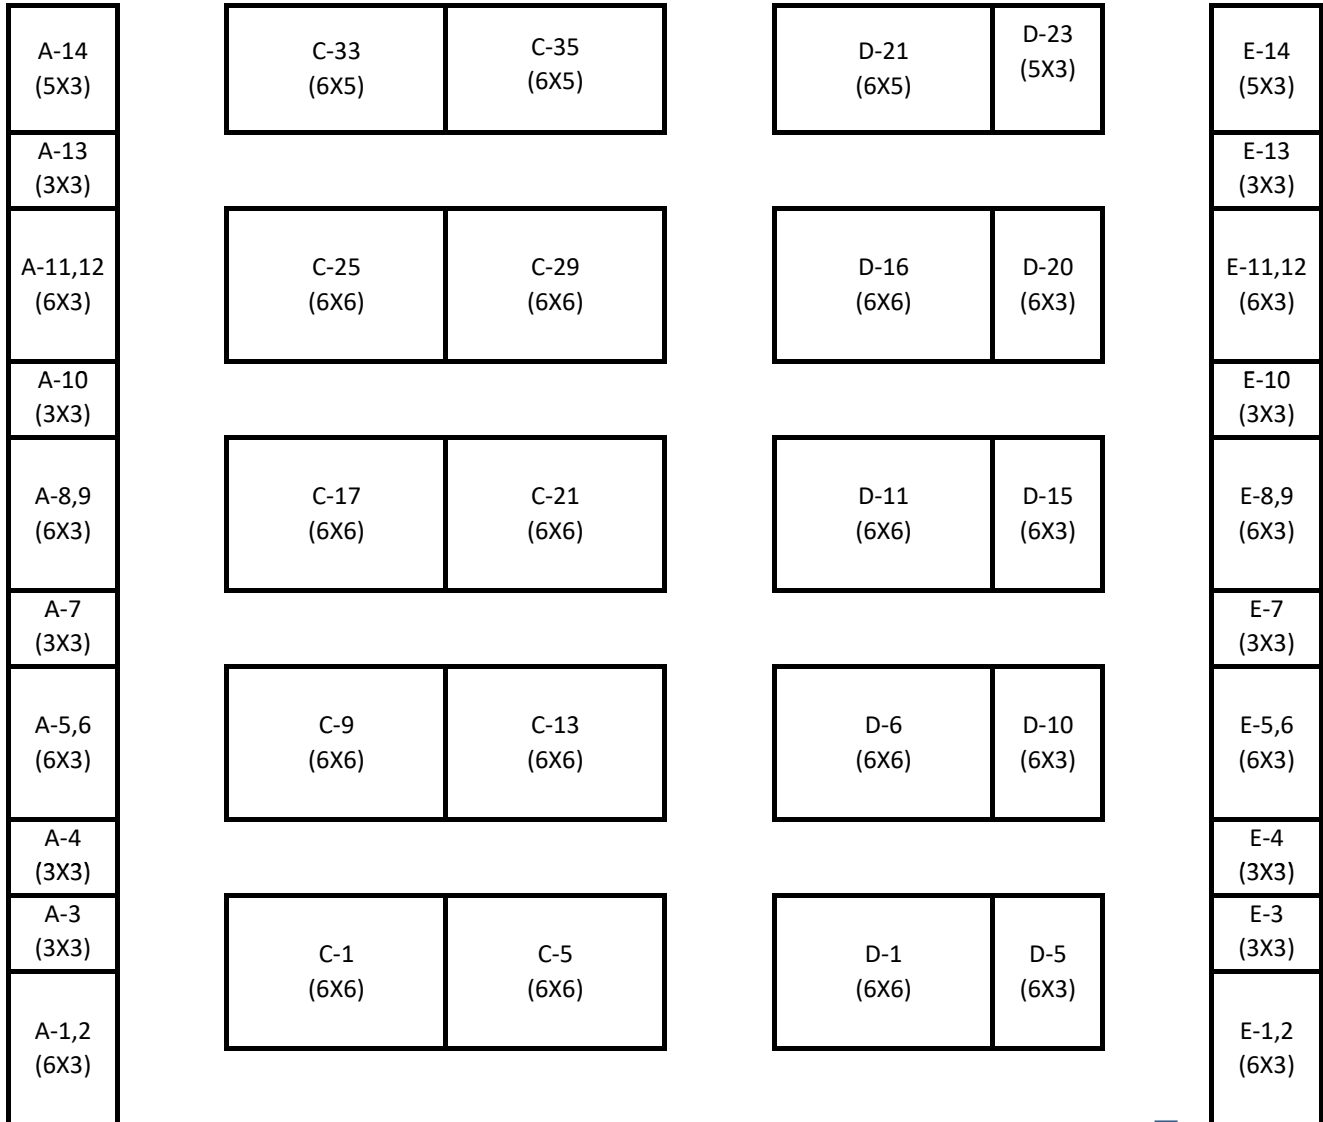 A-14
(5X3)
C-33
(6X5)
C-35
(6X5)
D-21
(6X5)
D-23
(5X3)
E-14
(5X3)
A-13
(3X3)
E-13
(3X3)
A-11,12
(6X3)
C-25
(6X6)
C-29
(6X6)
D-16
(6X6)
D-20
(6X3)
E-11,12
(6X3)
A-10
(3X3)
E-10
(3X3)
A-8,9
(6X3)
C-17
(6X6)
C-21
(6X6)
D-11
(6X6)
D-15
(6X3)
E-8,9
(6X3)
A-7
(3X3)
E-7
(3X3)
A-5,6
(6X3)
C-9
(6X6)
C-13
(6X6)
D-6
(6X6)
D-10
(6X3)
E-5,6
(6X3)
A-4
(3X3)
E-4
(3X3)
A-3
(3X3)
E-3
(3X3)
C-1
(6X6)
C-5
(6X6)
D-1
(6X6)
D-5
(6X3)
A-1,2
(6X3)
E-1,2
(6X3)